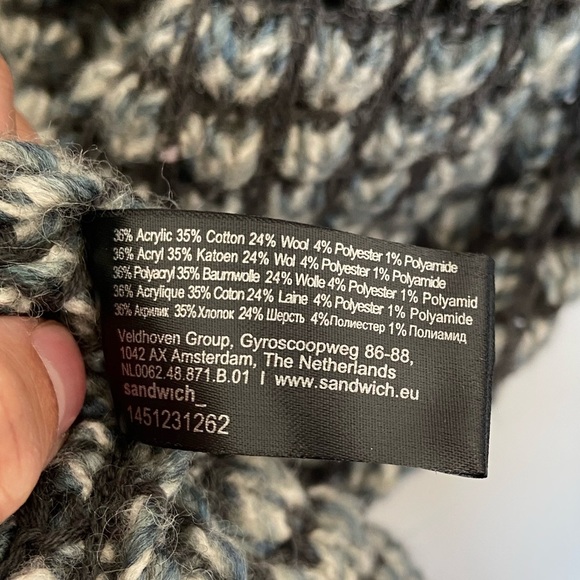 36% Acrylic 35% Cotton 24% Wool 4% Polyester 1% Polyamide
36% Acryl 35% Katoen 24% Wol 4% Polyester 1% Polyamide
36% Polyacryl 35% Baumwolle 24% Wolle 4% Polyester 1% Polyamid
36% Acrylique 35% Coton 24% Laine 4% Polyester 1% Polyamide
36% Акрилик 35% Хлопок 24% Шерсть 4% Полиестер 1% Полиамид
Veldhoven Group, Gyroscoopweg 86-88,
1042 AX Amsterdam, The Netherlands
NL0062.48.871.B.01 I www.sandwich.eu
sandwich_
1451231262